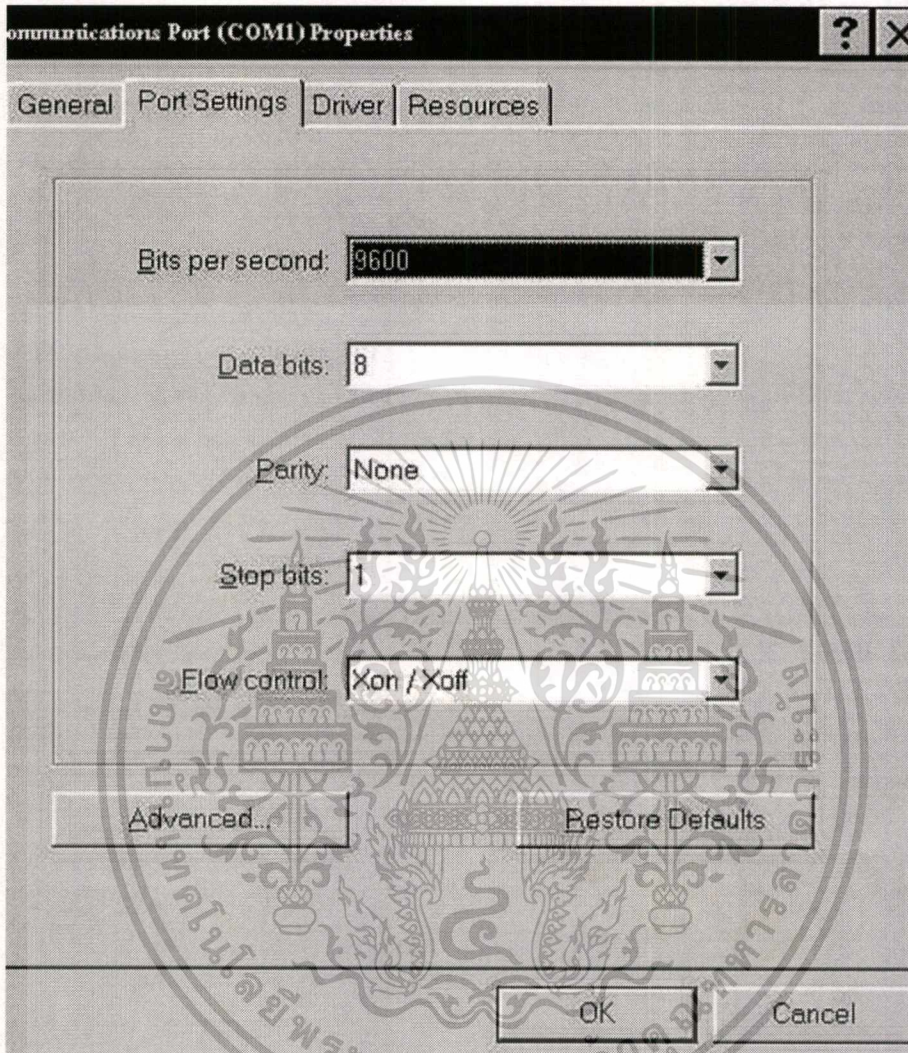 ommunications Port (COM1) Properties
General Port Settings Driver Resources
Bits per second: 9600
Data bits: 8
Parity: None
Stop bits: 1
Flow control: Xon / Xoff
Advanced... Restore Defaults
OK Cancel